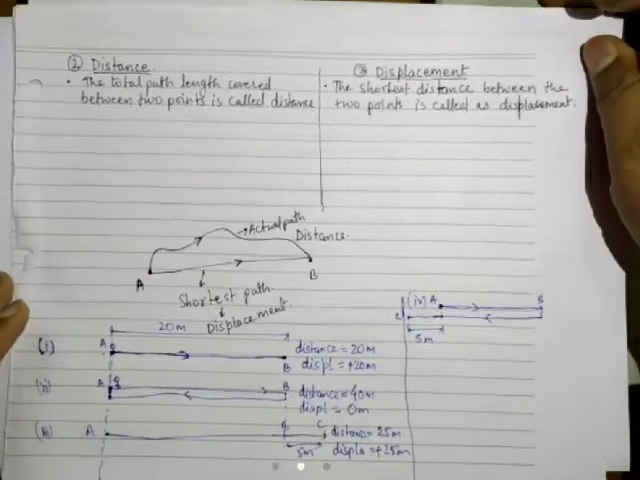 ② Distance
• The total path length covered
between two points is called distance
③ Displacement
• The shortest distance between the
two points is called as displacement.
→Actual path
Distance.
A
B
Shortest path.
Displacement
20m
(i) A
B
distance = 20m
displ = +20m
(ii) A
B
distance = 40m
displ = 0m
(iii) A
B
C
5m
distance = 25m
displa = +25m
(iv) A
B
C
5m